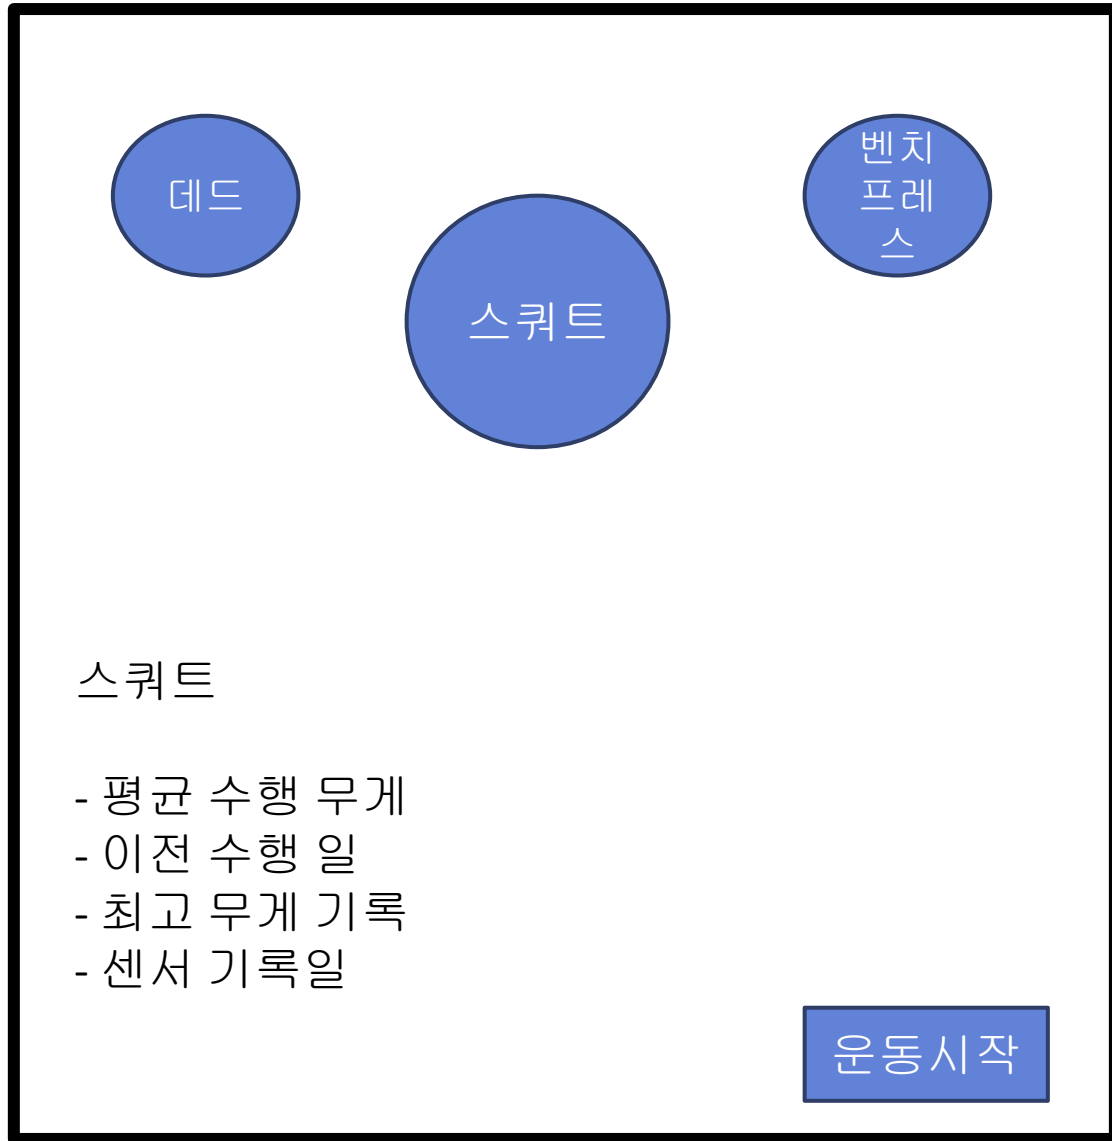 데드
벤치
프레
스
스쿼트
스쿼트
- 평균 수행 무게
- 이전 수행 일
- 최고 무게 기록
- 센서 기록일
운동시작